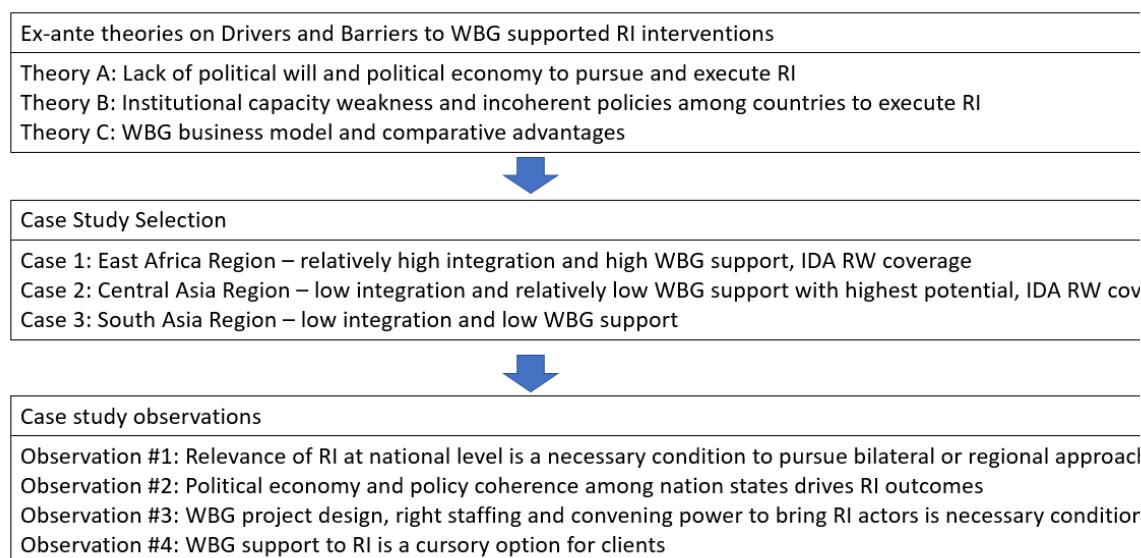 Ex-ante theories on Drivers and Barriers to WBG supported RI interventions
Theory A: Lack of political will and political economy to pursue and execute RI
Theory B: Institutional capacity weakness and incoherent policies among countries to execute RI
Theory C: WBG business model and comparative advantages
Case Study Selection
Case 1: East Africa Region – relatively high integration and high WBG support, IDA RW coverage
Case 2: Central Asia Region – low integration and relatively low WBG support with highest potential, IDA RW cov
Case 3: South Asia Region – low integration and low WBG support
Case study observations
Observation #1: Relevance of RI at national level is a necessary condition to pursue bilateral or regional approach
Observation #2: Political economy and policy coherence among nation states drives RI outcomes
Observation #3: WBG project design, right staffing and convening power to bring RI actors is necessary condition
Observation #4: WBG support to RI is a cursory option for clients